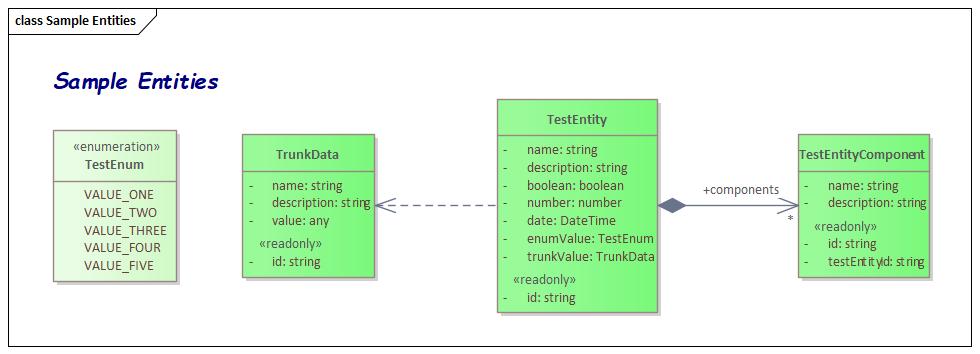 class Sample Entities
Sample Entities
«enumeration»
TestEnum
VALUE_ONE
VALUE_TWO
VALUE_THREE
VALUE_FOUR
VALUE_FIVE
TrunkData
- name: string
- description: string
- value: any
«readonly»
- id: string
TestEntity
- name: string
- description: string
- boolean: boolean
- number: number
- date: DateTime
- enumValue: TestEnum
- trunkValue: TrunkData
«readonly»
- id: string
+components
*
TestEntityComponent
- name: string
- description: string
«readonly»
- id: string
- testEntityId: string